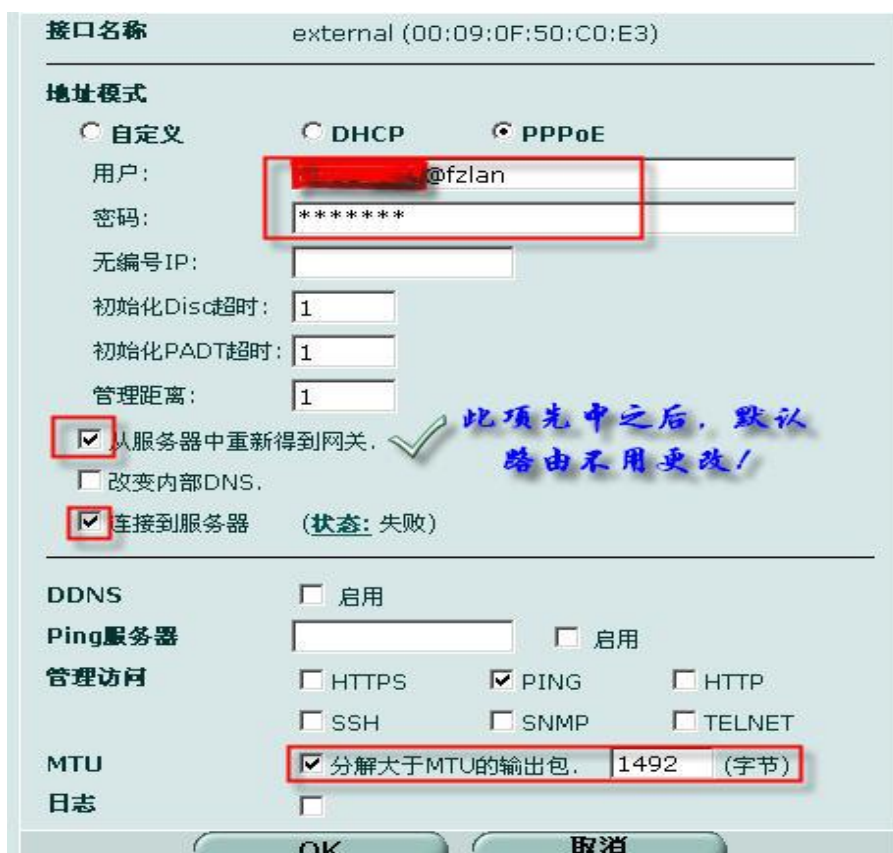 接口名称 external (00:09:0F:50:C0:E3)
地址模式
自定义 DHCP PPPoE
用户: @fzlan
密码: *******
无编号IP:
初始化Disc超时: 1
初始化PADT超时: 1
管理距离: 1
从服务器中重新得到网关.
此项先中之后, 默认
路由不用更改!
改变内部DNS.
连接到服务器 (状态: 失败)
DDNS 启用
Ping服务器 启用
管理访问 HTTPS PING HTTP
SSH SNMP TELNET
MTU 分解大于MTU的输出包. 1492 (字节)
日志
OK 取消